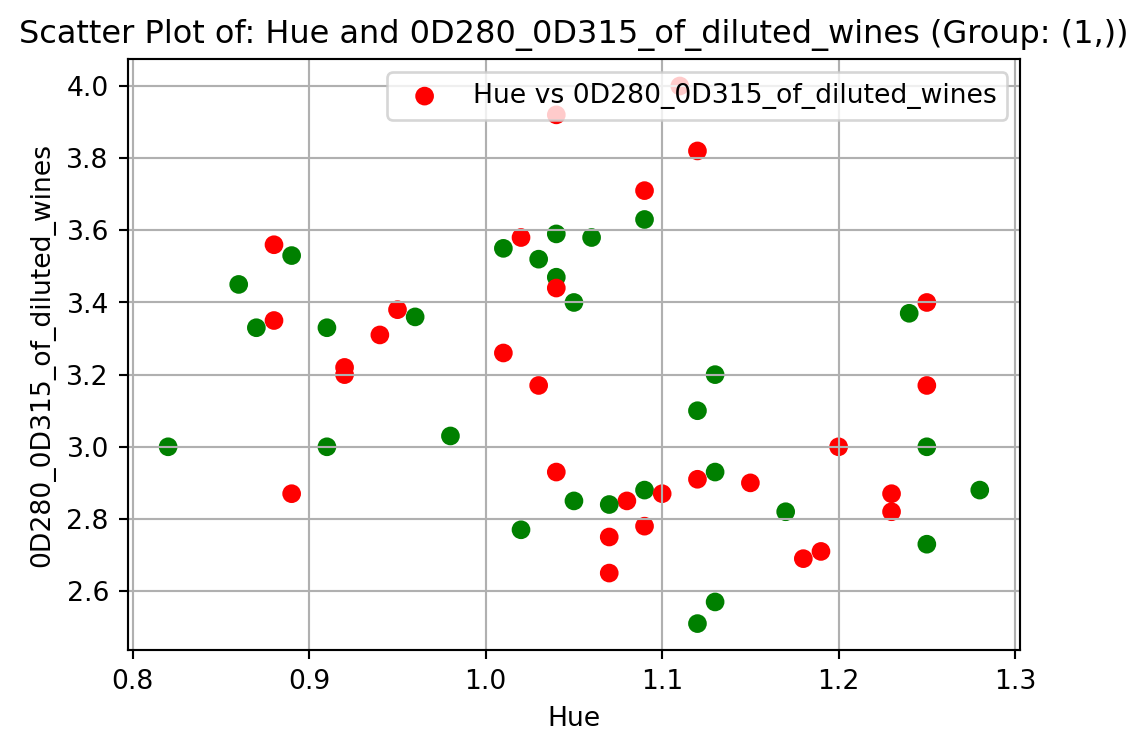 Scatter Plot of: Hue and 0D280_0D315_of_diluted_wines (Group: (1,))
Hue vs 0D280_0D315_of_diluted_wines
0D280_0D315_of_diluted_wines
4.0
3.8
3.6
3.4
3.2
3.0
2.8
2.6
0.8 0.9 1.0 1.1 1.2 1.3
Hue